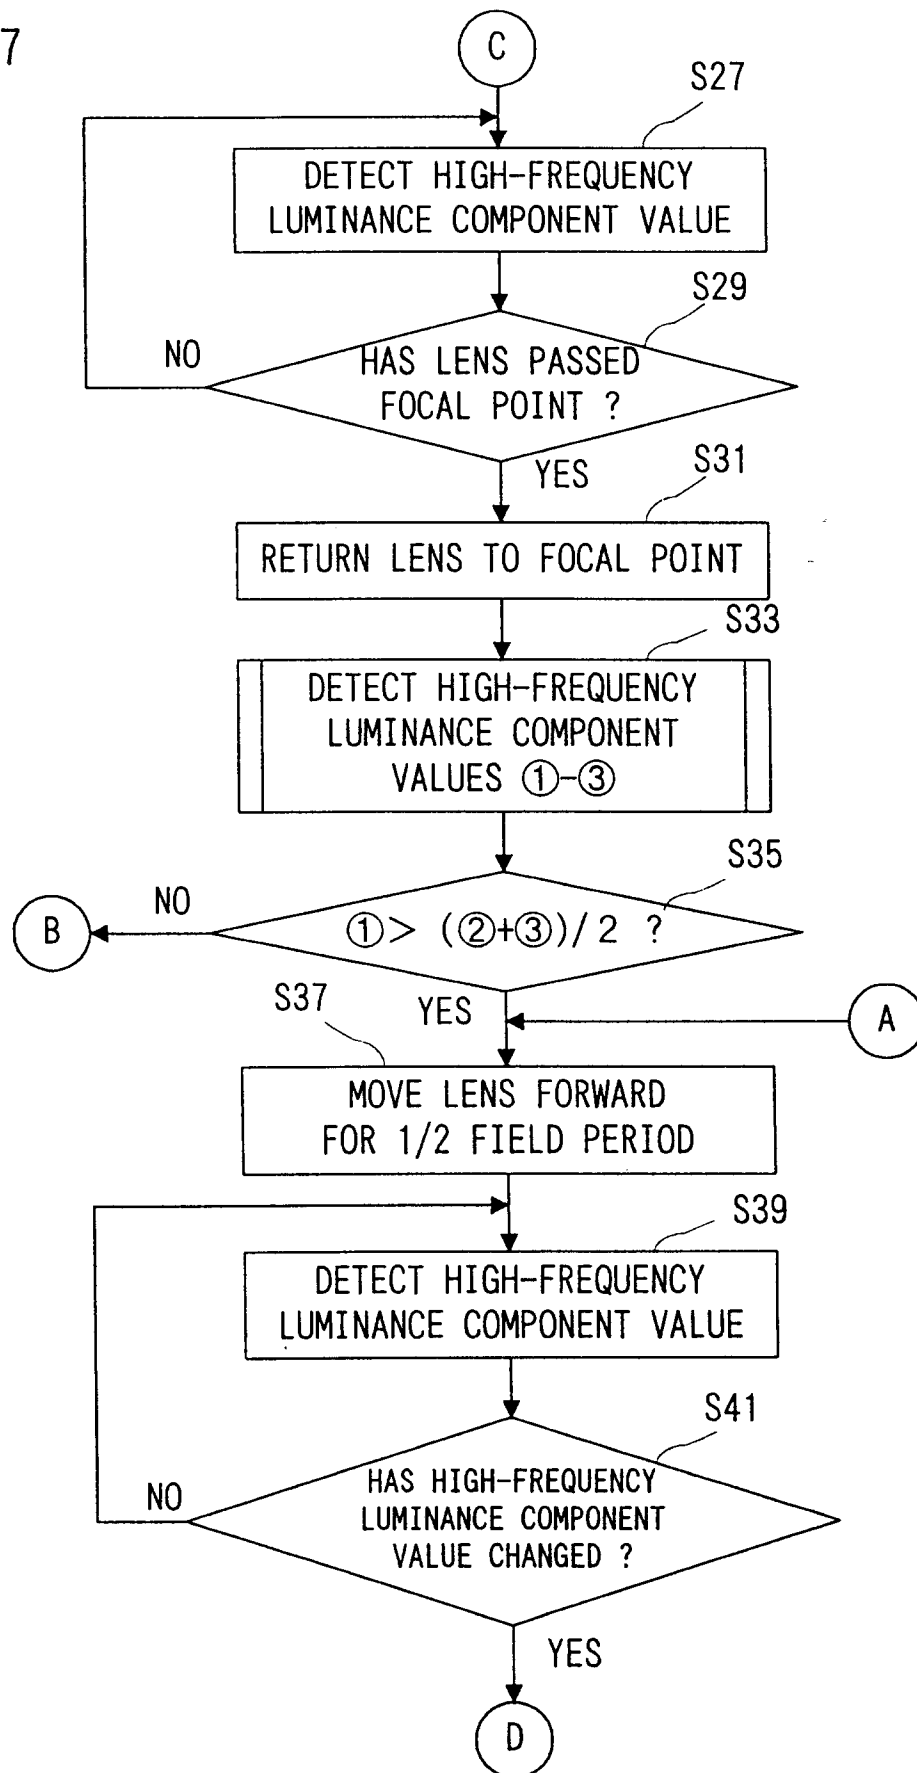 7
C
S27
DETECT HIGH-FREQUENCY
LUMINANCE COMPONENT VALUE
S29
NO
HAS LENS PASSED
FOCAL POINT ?
YES
S31
RETURN LENS TO FOCAL POINT
S33
DETECT HIGH-FREQUENCY
LUMINANCE COMPONENT
VALUES ①-③
S35
NO
B
①> (②+③)/2 ?
S37
YES
A
MOVE LENS FORWARD
FOR 1/2 FIELD PERIOD
S39
DETECT HIGH-FREQUENCY
LUMINANCE COMPONENT VALUE
S41
NO
HAS HIGH-FREQUENCY
LUMINANCE COMPONENT
VALUE CHANGED ?
YES
D